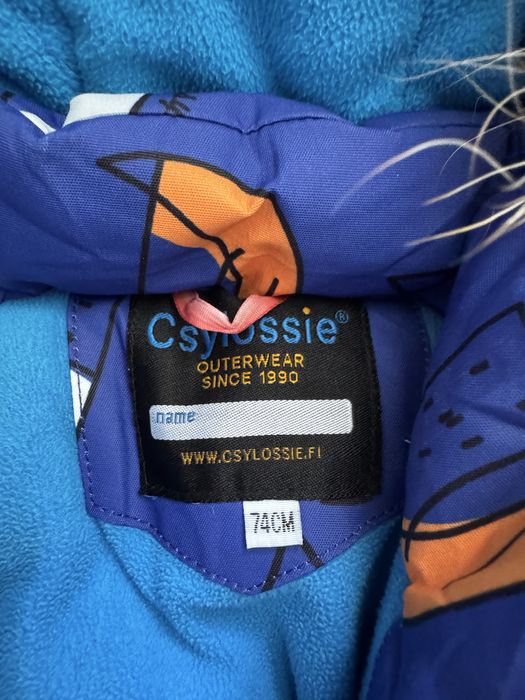 Csylossie®
OUTERWEAR
SINCE 1990
name
WWW.CSYLOSSIE.FI
74CM